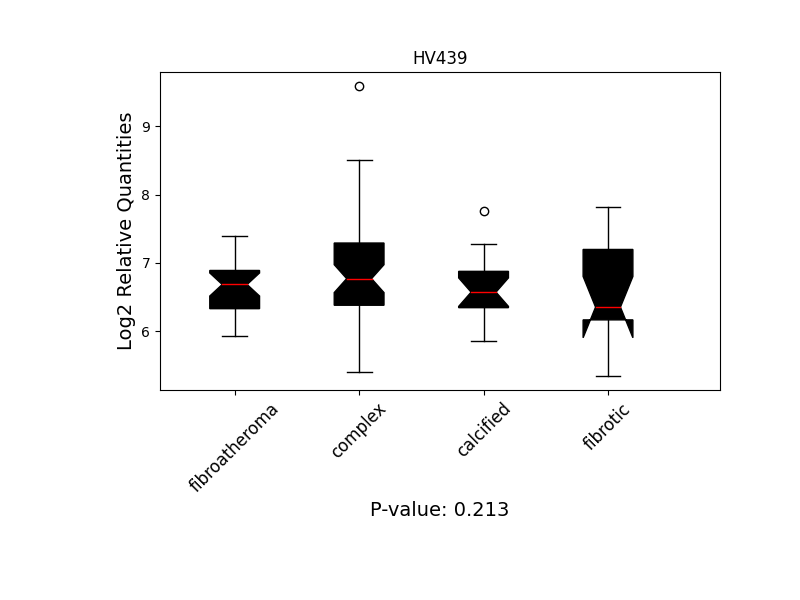 HV439
Log2 Relative Quantities
9
8
7
6
fibroatheroma
complex
calcified
fibrotic
P-value: 0.213